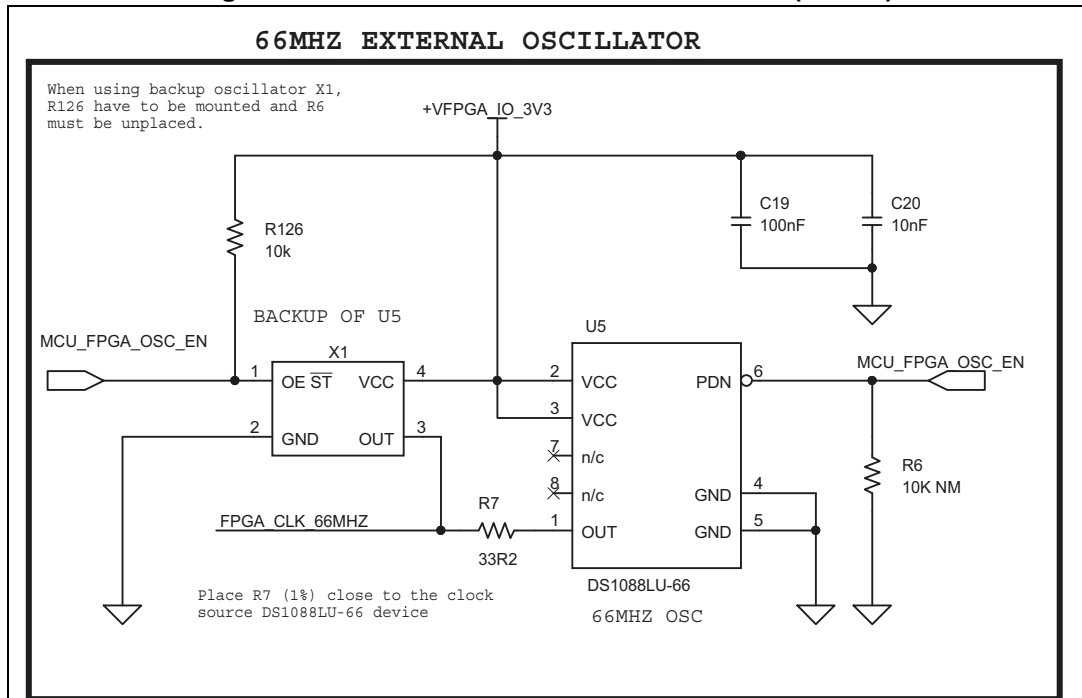 66MHZ EXTERNAL OSCILLATOR
When using backup oscillator X1,
R126 have to be mounted and R6
must be unplaced.
+VFPGA_IO_3V3
R126
10k
C19
100nF
C20
10nF
BACKUP OF U5
U5
MCU_FPGA_OSC_EN
X1
1
OE ST
VCC
4
2
GND
OUT
3
2
VCC
3
VCC
7
n/c
8
n/c
1
OUT
PDN
6
MCU_FPGA_OSC_EN
GND
4
GND
5
R6
10K NM
R7
FPGA_CLK_66MHZ
33R2
DS1088LU-66
66MHZ OSC
Place R7 (1%) close to the clock
source DS1088LU-66 device